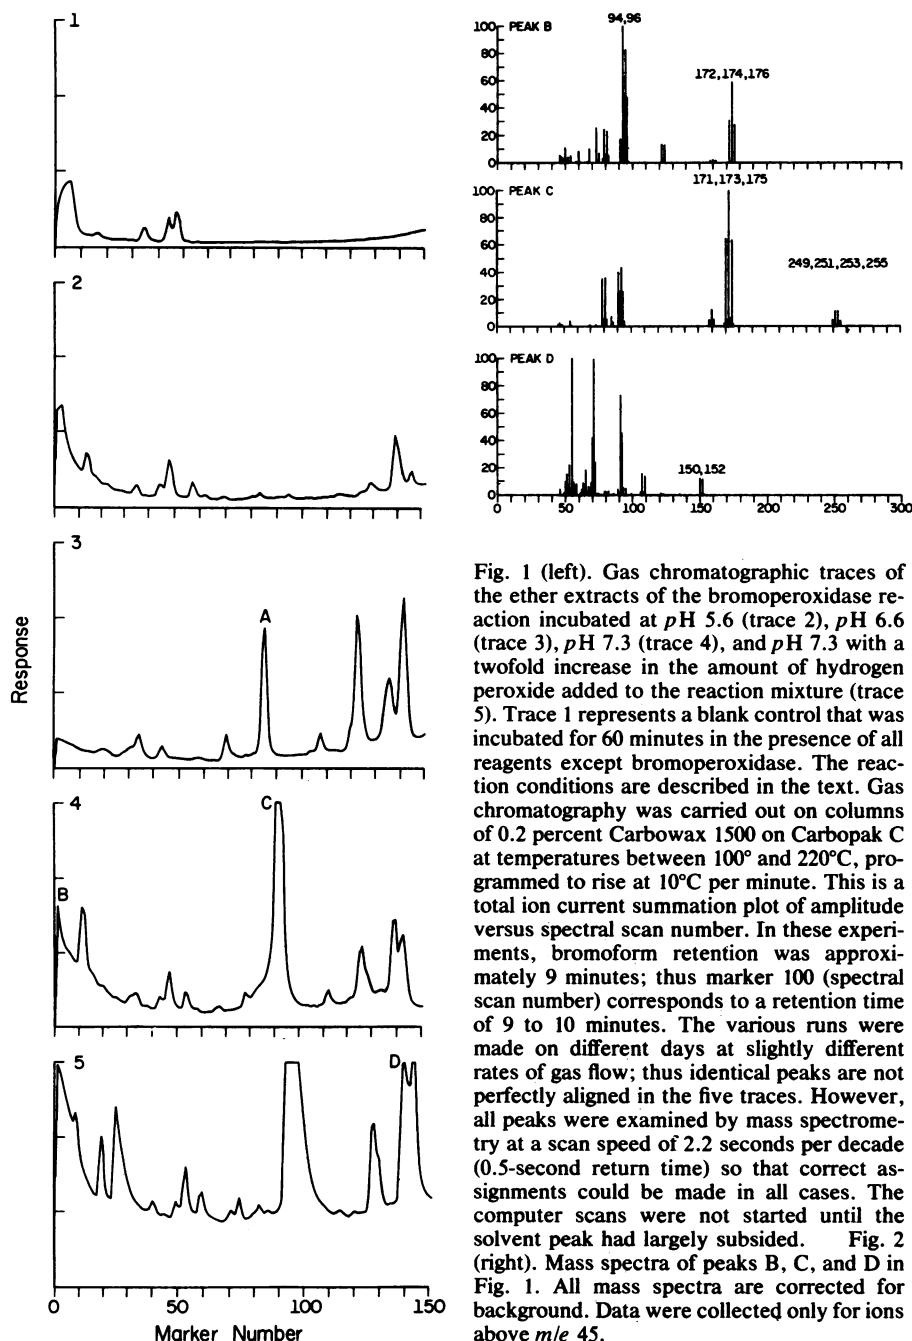 1
2
3
A
4
B
C
5
D
Response
0 50 100 150
Marker Number
94,96
100 PEAK B
80
60
40
20
0
172,174,176
171,173,175
100 PEAK C
80
60
40
20
0
249,251,253,255
100 PEAK D
80
60
40
20
0
150,152
0 50 100 150 200 250 300
Fig. 1 (left). Gas chromatographic traces of
the ether extracts of the bromoperoxidase re-
action incubated at pH 5.6 (trace 2), pH 6.6
(trace 3), pH 7.3 (trace 4), and pH 7.3 with a
twofold increase in the amount of hydrogen
peroxide added to the reaction mixture (trace
5). Trace 1 represents a blank control that was
incubated for 60 minutes in the presence of all
reagents except bromoperoxidase. The reac-
tion conditions are described in the text. Gas
chromatography was carried out on columns
of 0.2 percent Carbowax 1500 on Carbopak C
at temperatures between 100° and 220°C, pro-
grammed to rise at 10°C per minute. This is a
total ion current summation plot of amplitude
versus spectral scan number. In these experi-
ments, bromoform retention was approxi-
mately 9 minutes; thus marker 100 (spectral
scan number) corresponds to a retention time
of 9 to 10 minutes. The various runs were
made on different days at slightly different
rates of gas flow; thus identical peaks are not
perfectly aligned in the five traces. However,
all peaks were examined by mass spectrome-
try at a scan speed of 2.2 seconds per decade
(0.5-second return time) so that correct as-
signments could be made in all cases. The
computer scans were not started until the
solvent peak had largely subsided. Fig. 2
(right). Mass spectra of peaks B, C, and D in
Fig. 1. All mass spectra are corrected for
background. Data were collected only for ions
above m/e 45.